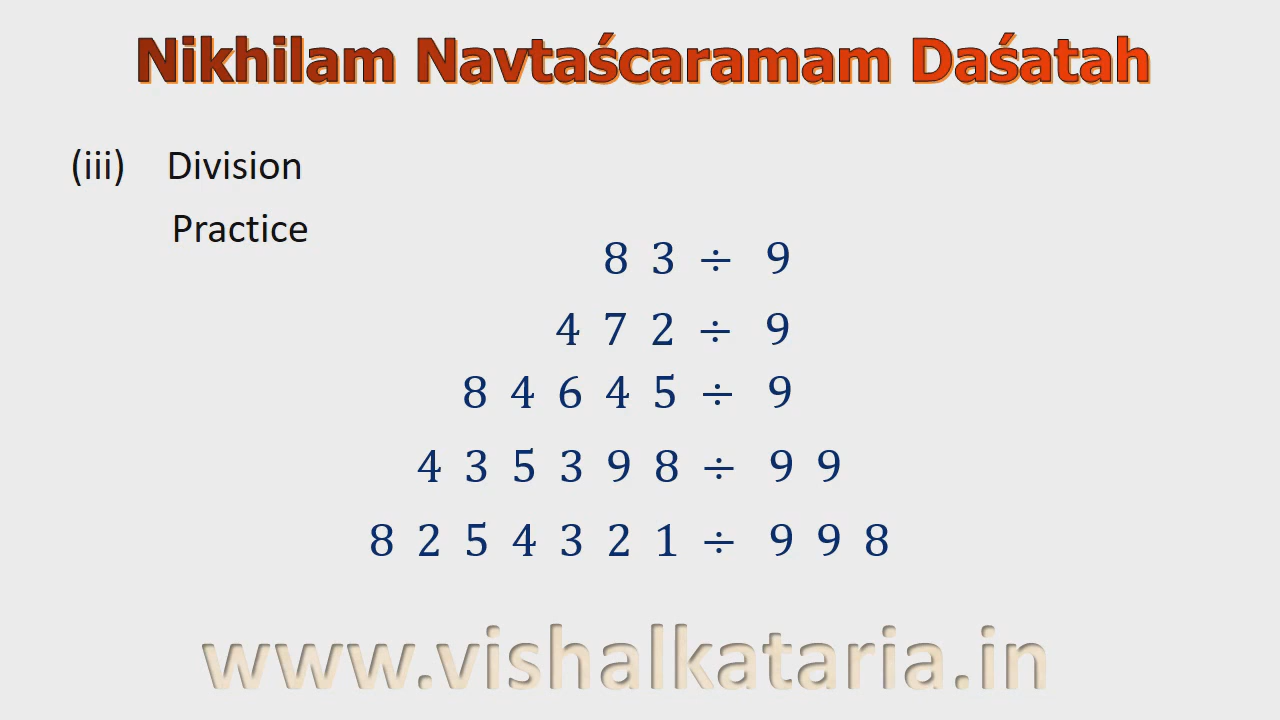 Nikhilam Navtaścaramam Daśatah
(iii) Division
Practice
8 3 ÷ 9
4 7 2 ÷ 9
8 4 6 4 5 ÷ 9
4 3 5 3 9 8 ÷ 9 9
8 2 5 4 3 2 1 ÷ 9 9 8
www.vishalkataria.in